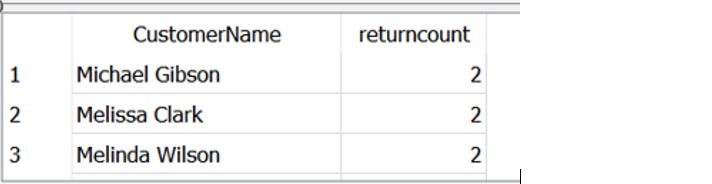 CustomerName returncount
1 Michael Gibson 2
2 Melissa Clark 2
3 Melinda Wilson 2